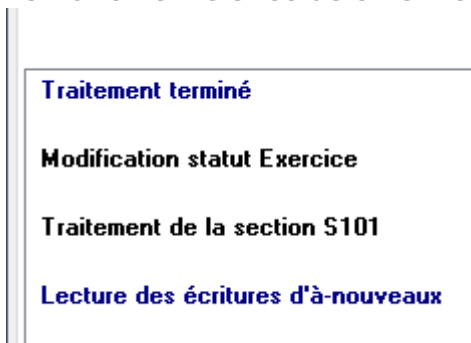 Traitement terminé
Modification statut Exercice
Traitement de la section S101
Lecture des écritures d'à-nouveaux